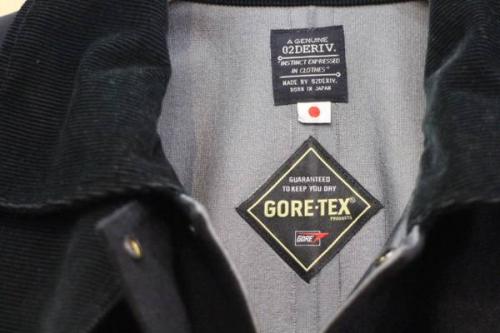 A GENUINE
02DERIV.
"INSTINCT EXPRESSED
IN CLOTHES"
MADE BY 02DERIV.
BORN IN JAPAN
GUARANTEED
TO KEEP YOU DRY
GORE-TEX®
PRODUCTS
GORE